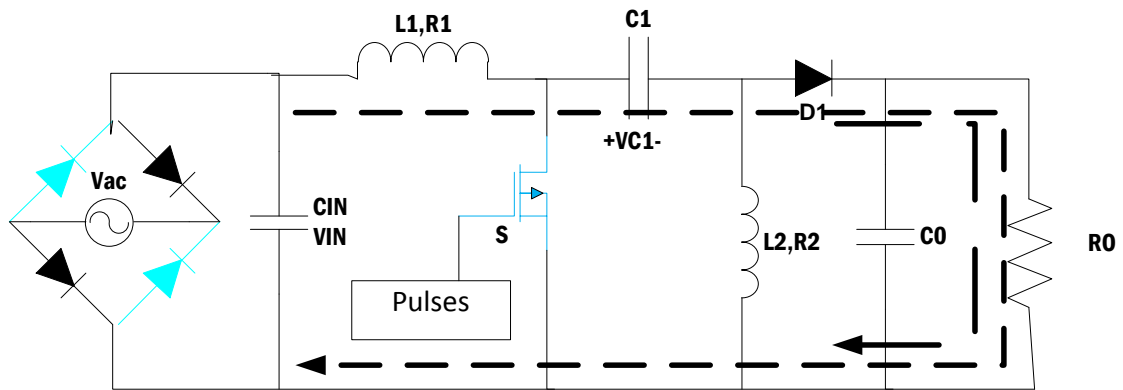 L1,R1
C1
D1
+VC1-
Vac
CIN
VIN
S
L2,R2
C0
R0
Pulses